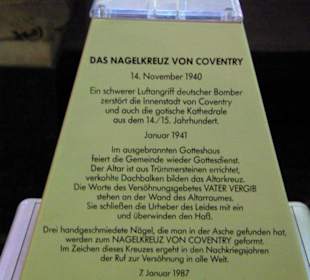 DAS NAGELKREUZ VON COVENTRY
14. November 1940
Ein schwerer Luftangriff deutscher Bomber
zerstört die Innenstadt von Coventry
und auch die gotische Kathedrale
aus dem 14./15. Jahrhundert.
Januar 1941
Im ausgebrannten Gotteshaus
feiert die Gemeinde wieder Gottesdienst.
Der Altar ist aus Trümmersteinen errichtet,
verkohlte Dachbalken bilden das Altarkreuz.
Die Worte des Versöhnungsgebetes VATER VERGIB
stehen an der Wand des Altarraumes.
Sie schließen die Urheber des Leides mit ein
und überwinden den Haß.
Drei handgeschmiedete Nägel, die man in der Asche gefunden hat,
werden zum NAGELKREUZ VON COVENTRY geformt.
Im Zeichen dieses Kreuzes ergeht in den Nachkriegsjahren
der Ruf zur Versöhnung in alle Welt.
7. Januar 1987